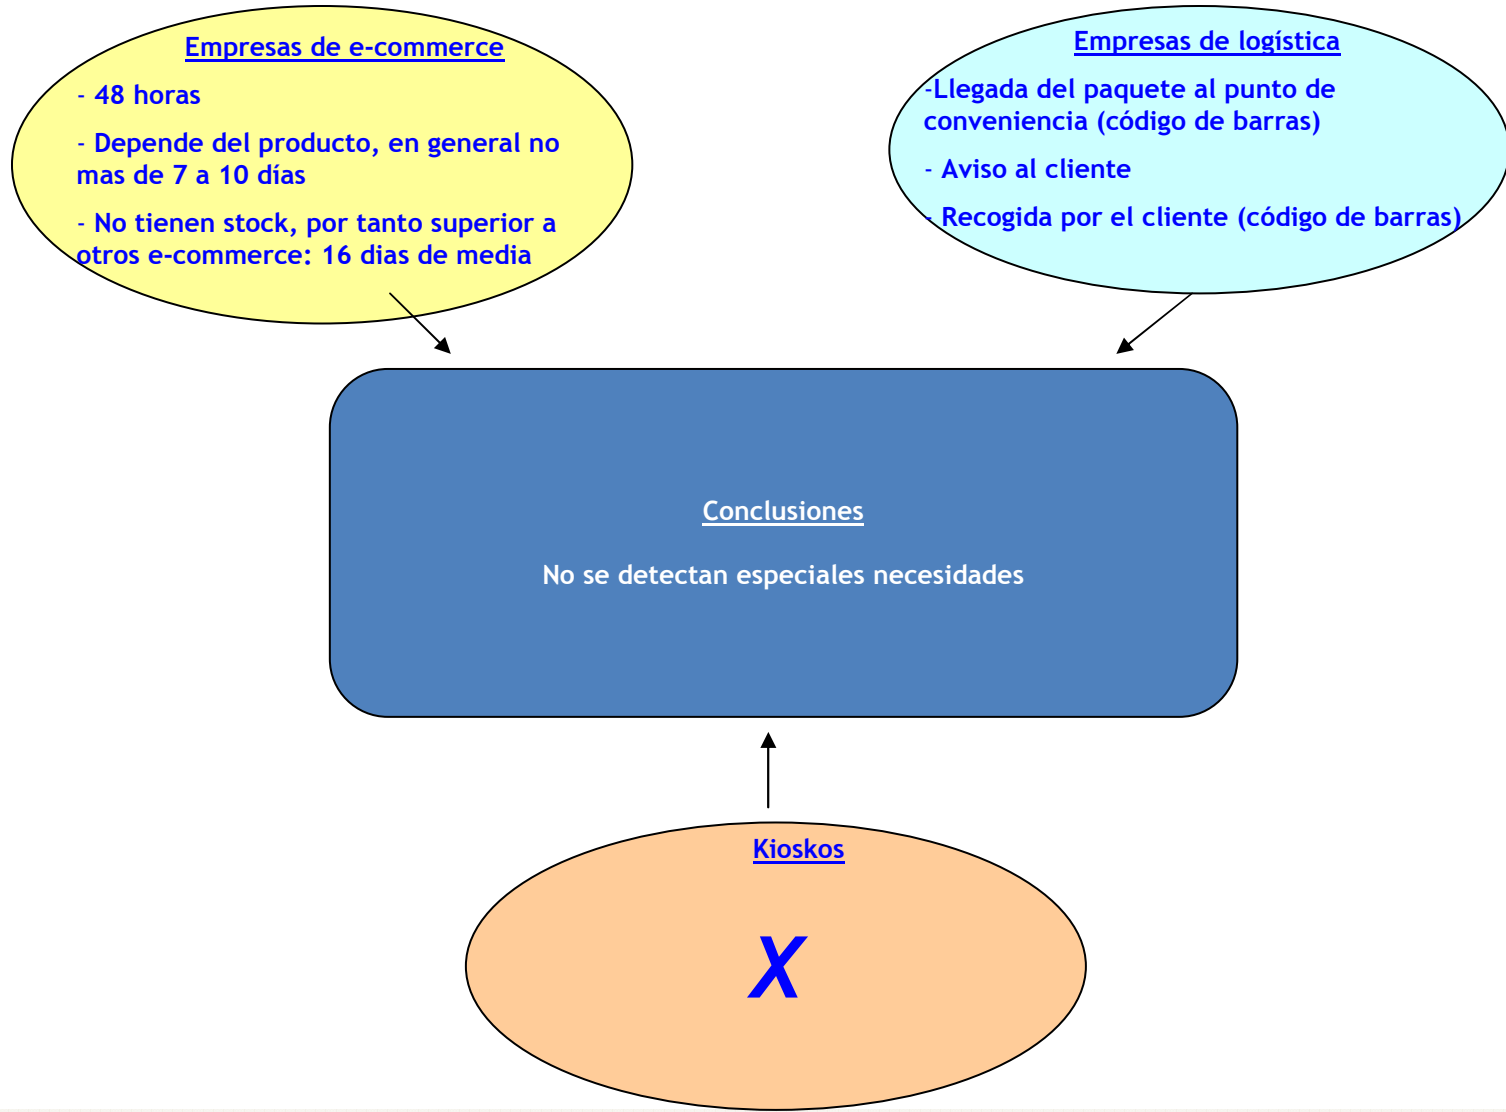 Empresas de e-commerce
- 48 horas
- Depende del producto, en general no
mas de 7 a 10 días
- No tienen stock, por tanto superior a
otros e-commerce: 16 dias de media
Empresas de logística
-Llegada del paquete al punto de
conveniencia (código de barras)
- Aviso al cliente
- Recogida por el cliente (código de barras)
Conclusiones
No se detectan especiales necesidades
Kioskos
X